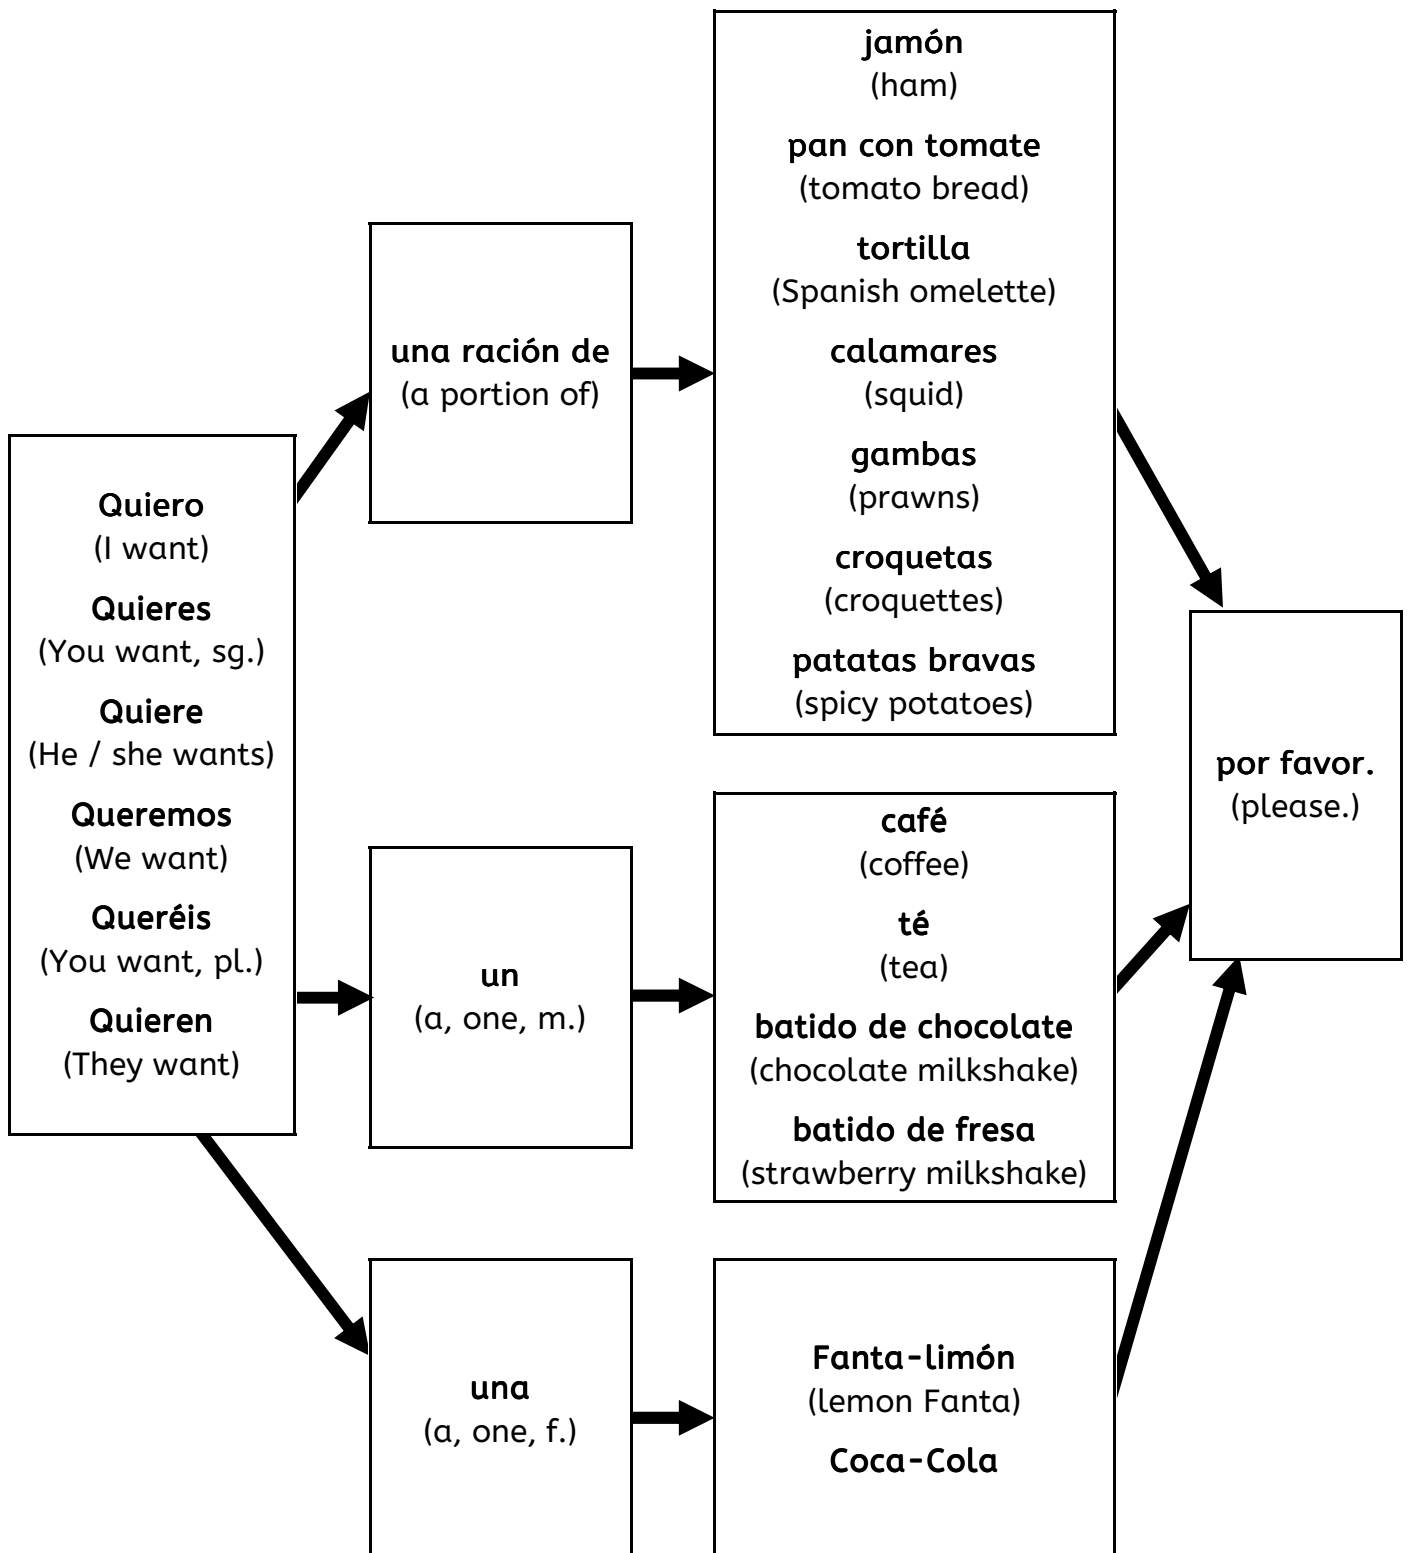 Quiero
(I want)
Quieres
(You want, sg.)
Quiere
(He / she wants)
Queremos
(We want)
Queréis
(You want, pl.)
Quieren
(They want)
una ración de
(a portion of)
jamón
(ham)
pan con tomate
(tomato bread)
tortilla
(Spanish omelette)
calamares
(squid)
gambas
(prawns)
croquetas
(croquettes)
patatas bravas
(spicy potatoes)
un
(a, one, m.)
café
(coffee)
té
(tea)
batido de chocolate
(chocolate milkshake)
batido de fresa
(strawberry milkshake)
una
(a, one, f.)
Fanta-limón
(lemon Fanta)
Coca-Cola
por favor.
(please.)